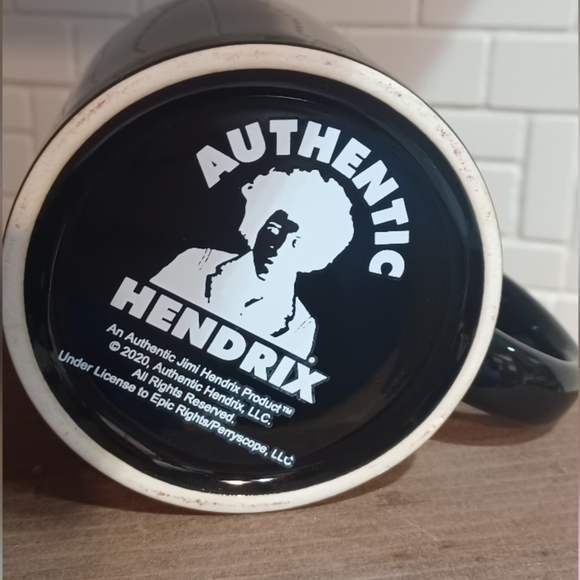 AUTHENTIC
HENDRIX
An Authentic Jimi Hendrix Product™
© 2020, Authentic Hendrix, LLC.
All Rights Reserved.
Under License to Epic Rights/Perryscope, LLC